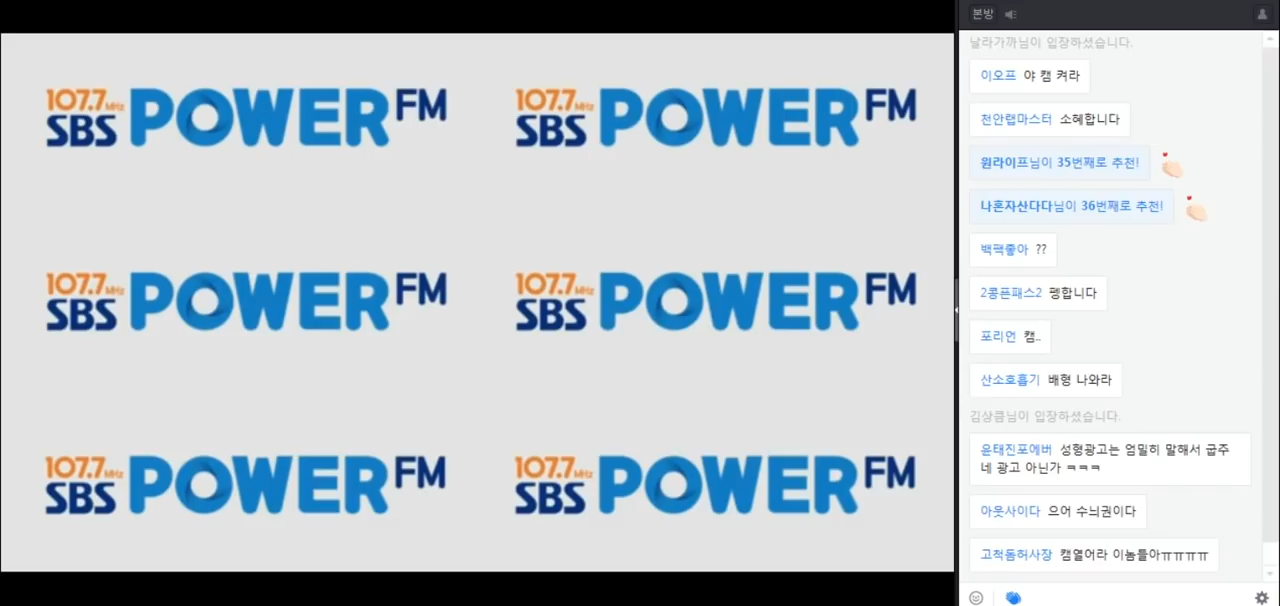 107.7 MHz
SBS POWER FM
107.7 MHz
SBS POWER FM
107.7 MHz
SBS POWER FM
107.7 MHz
SBS POWER FM
107.7 MHz
SBS POWER FM
107.7 MHz
SBS POWER FM
본방
날라가까님이 입장하셨습니다.
이오프 야 캠 켜라
천안랩마스터 소혜합니다
원라이프님이 35번째로 추천!
나혼자산다다님이 36번째로 추천!
백팩좋아 ??
2콩픈패스2 펭합니다
포리언 캠..
산소호흡기 배형 나와라
김상큼님이 입장하셨습니다.
윤태진포에버 성형광고는 엄밀히 말해서 굽주
네 광고 아닌가 ㅋㅋㅋ
아웃사이다 으어 수늬권이다
고척돔허사장 캠열어라 이놈들아ㅠㅠㅠㅠ